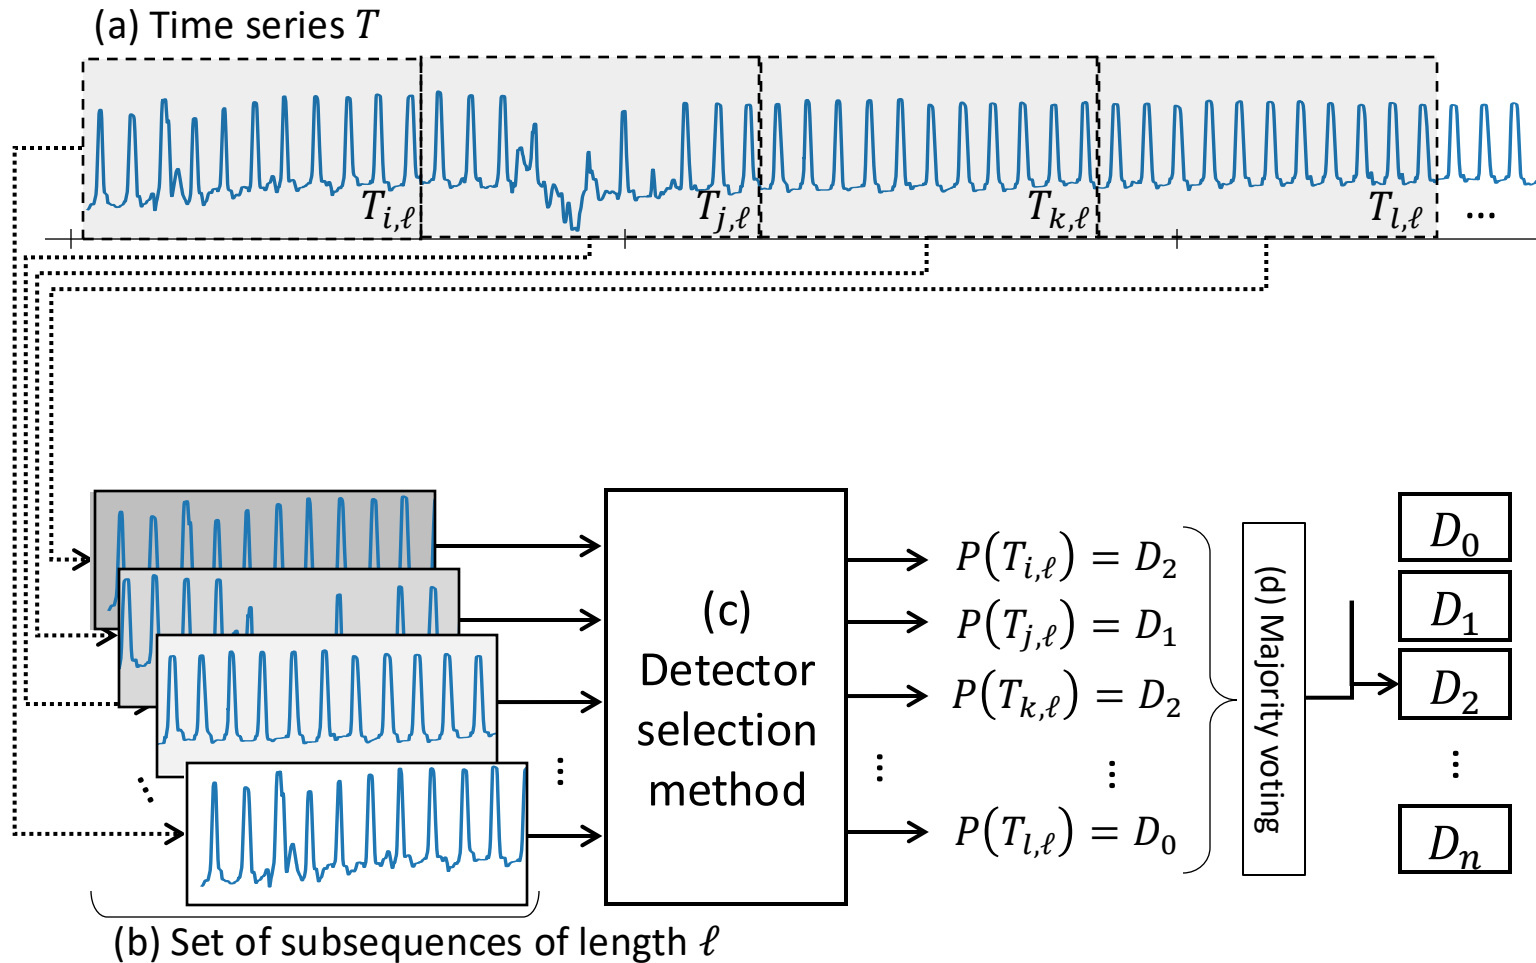 (a) Time series T
T_{i,ℓ}
T_{j,ℓ}
T_{k,ℓ}
T_{l,ℓ}
...
(c)
Detector
selection
method
P(T_{i,ℓ}) = D_2
P(T_{j,ℓ}) = D_1
P(T_{k,ℓ}) = D_2
P(T_{l,ℓ}) = D_0
(d) Majority voting
D_0
D_1
D_2
D_n
(b) Set of subsequences of length ℓ